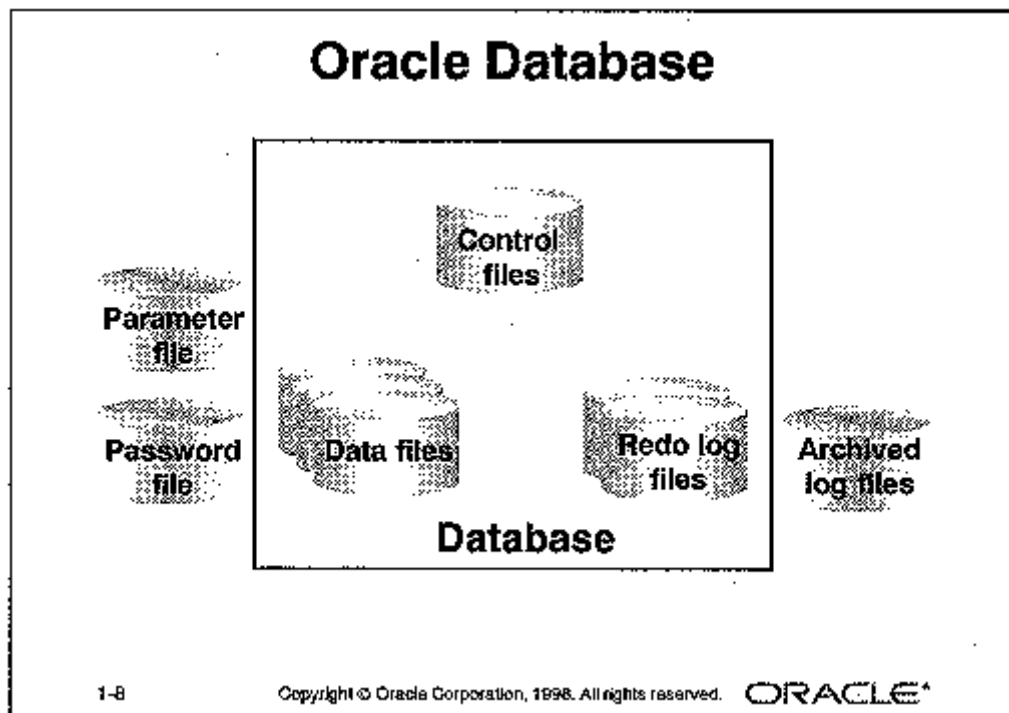 Oracle Database
Control
files
Parameter
file
Password
file
Data files
Redo log
files
Archived
log files
Database
1-8
Copyright © Oracle Corporation, 1998. All rights reserved.
ORACLE